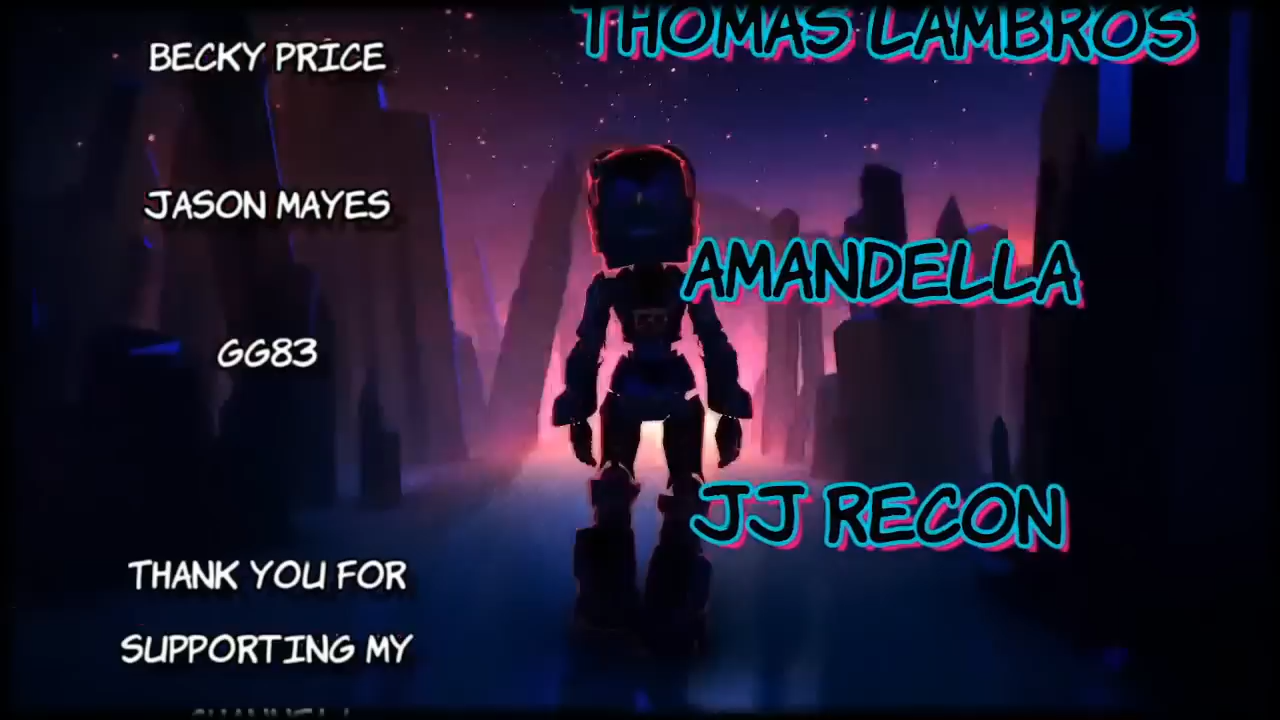 BECKY PRICE
JASON MAYES
GG83
THANK YOU FOR
SUPPORTING MY
THOMAS LAMBROS
AMANDELLA
JJ RECON